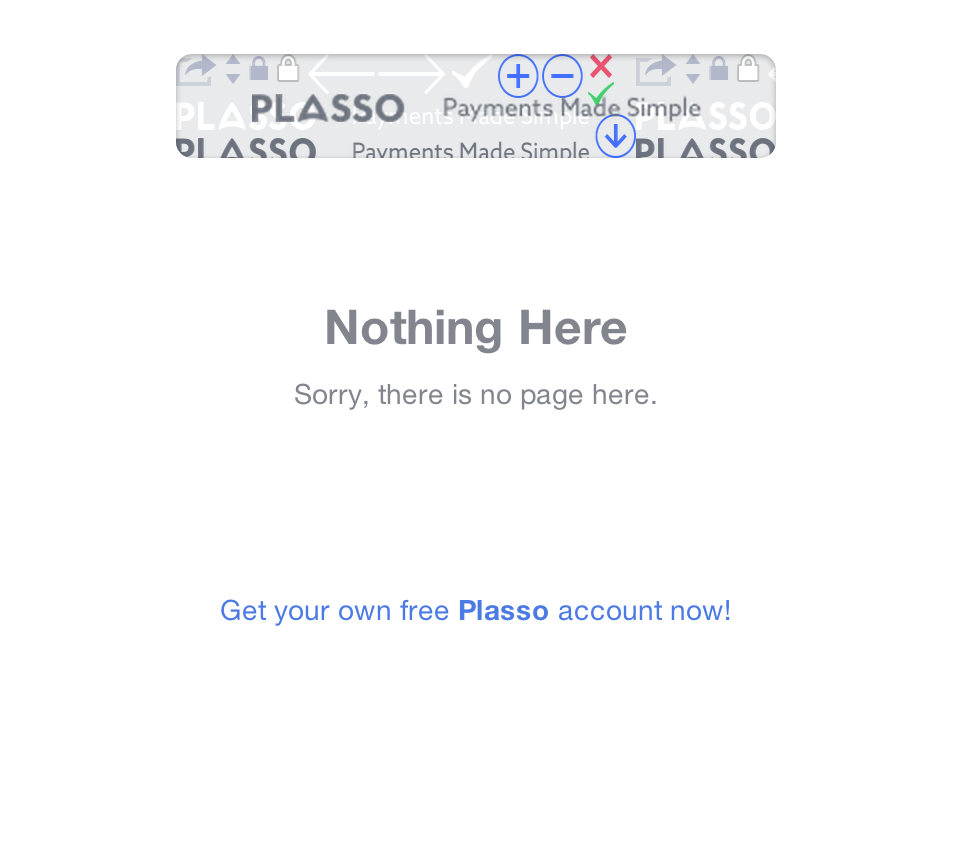 PLASSO Payments Made Simple
PLASSO Payments Made Simple PLASSO
PLASSO Payments Made Simple PLASSO
Nothing Here
Sorry, there is no page here.
Get your own free Plasso account now!